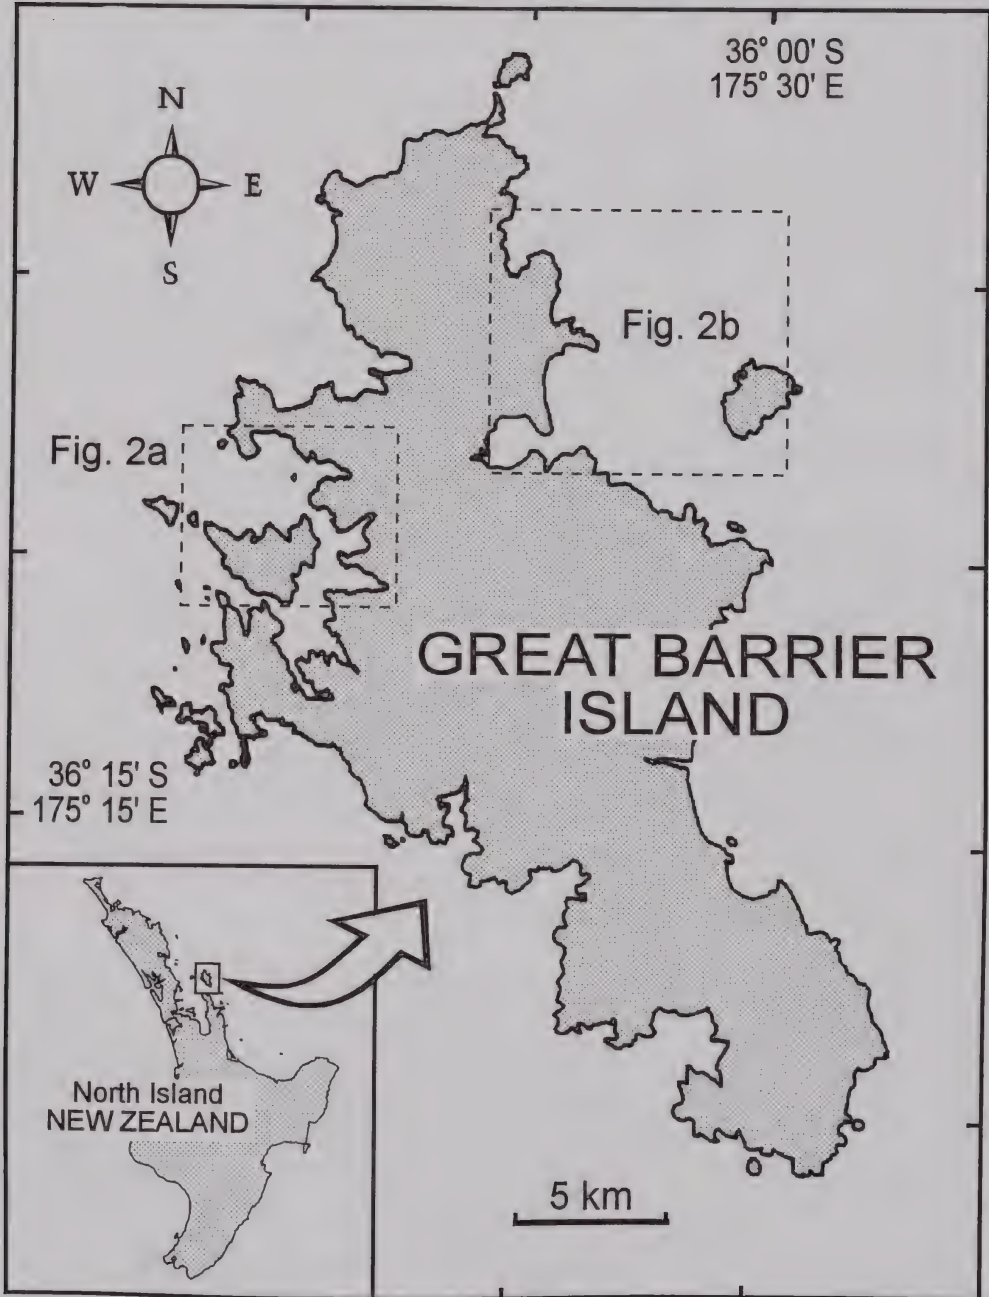 36° 00' S
175° 30' E
N
W
E
S
Fig. 2b
Fig. 2a
GREAT BARRIER
ISLAND
36° 15' S
175° 15' E
North Island
NEW ZEALAND
5 km